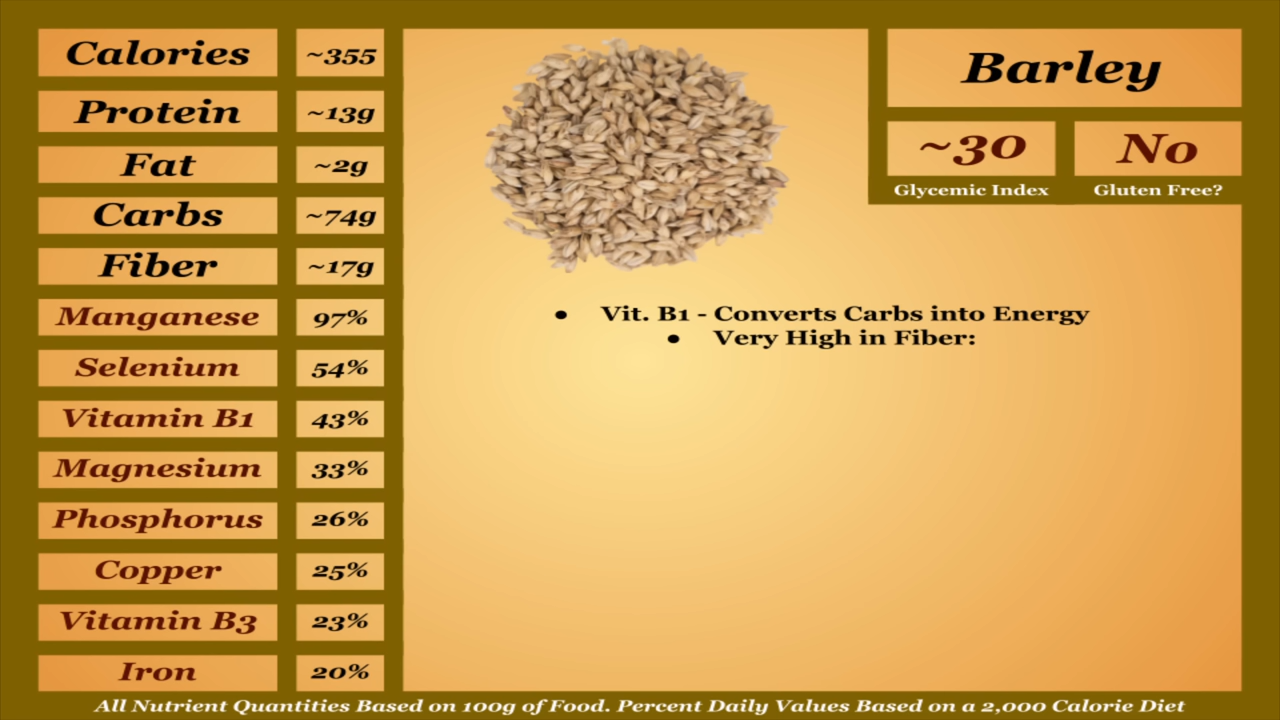 Calories ~355
Protein ~13g
Fat ~2g
Carbs ~74g
Fiber ~17g
Manganese 97%
Selenium 54%
Vitamin B1 43%
Magnesium 33%
Phosphorus 26%
Copper 25%
Vitamin B3 23%
Iron 20%
Barley
~30 No
Glycemic Index Gluten Free?
● Vit. B1 - Converts Carbs into Energy
● Very High in Fiber:
All Nutrient Quantities Based on 100g of Food. Percent Daily Values Based on a 2,000 Calorie Diet